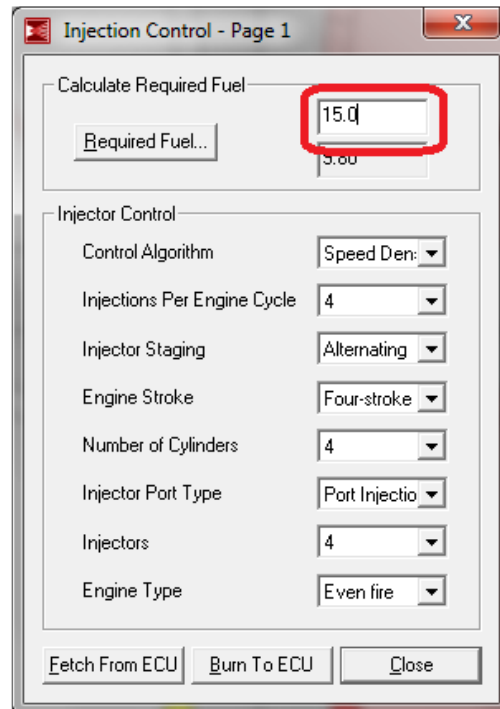 Injection Control - Page 1
Calculate Required Fuel
15.0
Required Fuel...
9.80
Injector Control
Control Algorithm Speed Den:
Injections Per Engine Cycle 4
Injector Staging Alternating
Engine Stroke Four-stroke
Number of Cylinders 4
Injector Port Type Port Injectio
Injectors 4
Engine Type Even fire
Fetch From ECU Burn To ECU Close